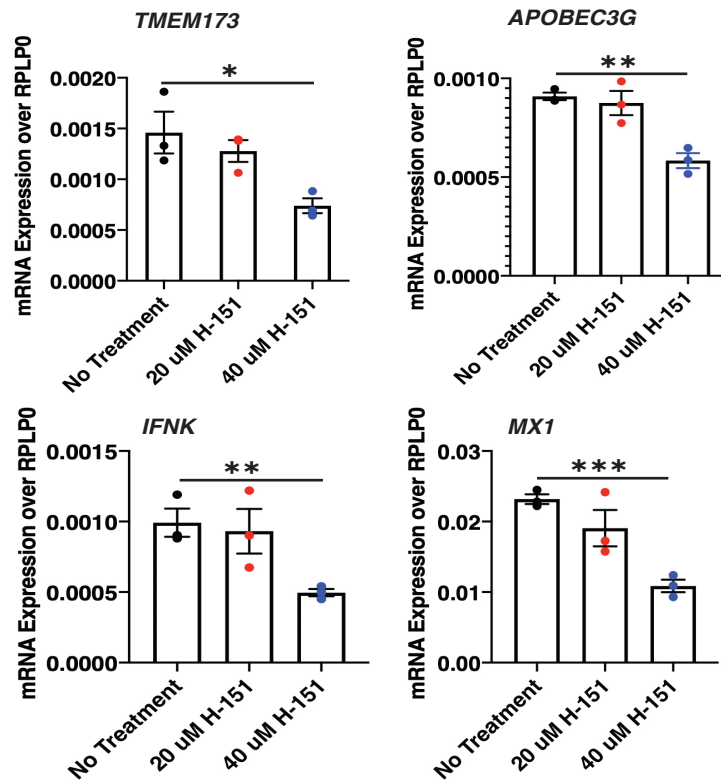 TMEM173
mRNA Expression over RPLP0
0.0020
0.0015
0.0010
0.0005
0.0000
*
No Treatment
20 uM H-151
40 uM H-151
APOBEC3G
mRNA Expression over RPLP0
0.0010
0.0005
0.0000
**
No Treatment
20 uM H-151
40 uM H-151
IFNK
mRNA Expression over RPLP0
0.0015
0.0010
0.0005
0.0000
**
No Treatment
20 uM H-151
40 uM H-151
MX1
mRNA Expression over RPLP0
0.03
0.02
0.01
0.00
***
No Treatment
20 uM H-151
40 uM H-151